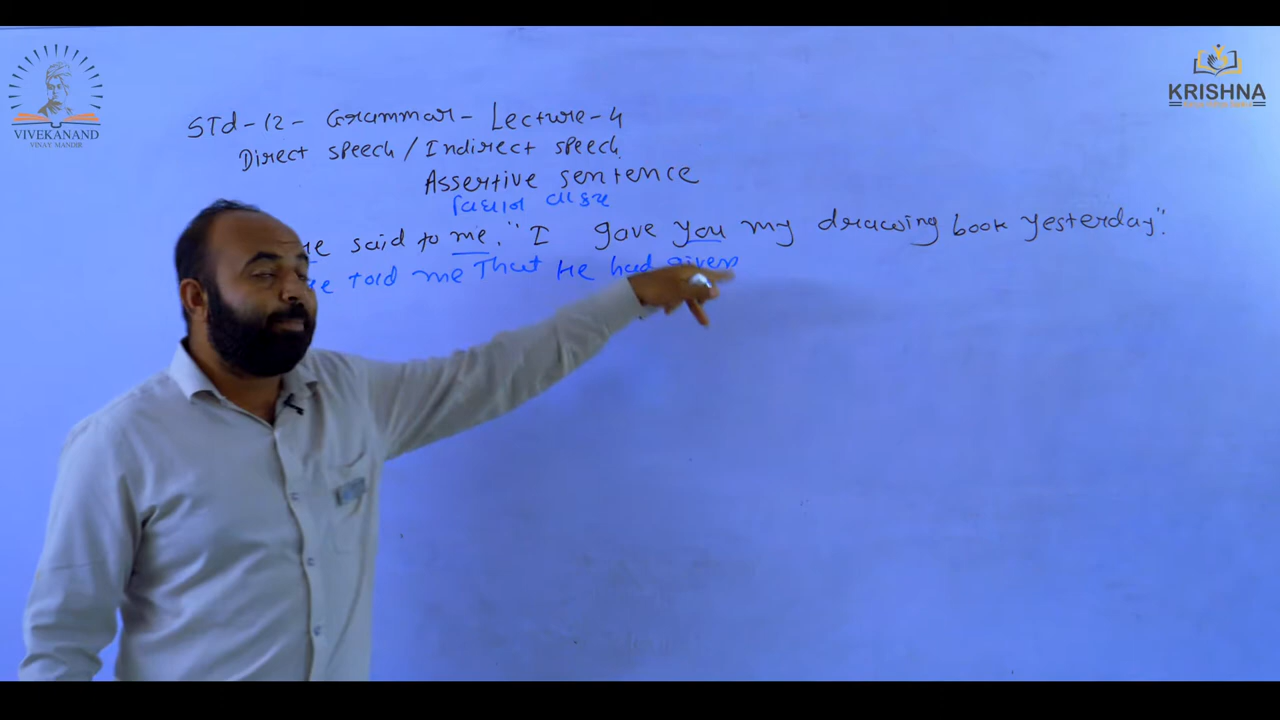 VIVEKANAND
VINAY MANDIR
KRISHNA
STd-12- Grammar- Lecture-4
Direct speech / Indirect speech
Assertive sentence
વિધાન વાક્ય
said to me. "I gave you my drawing book yesterday".
Told me That He had given